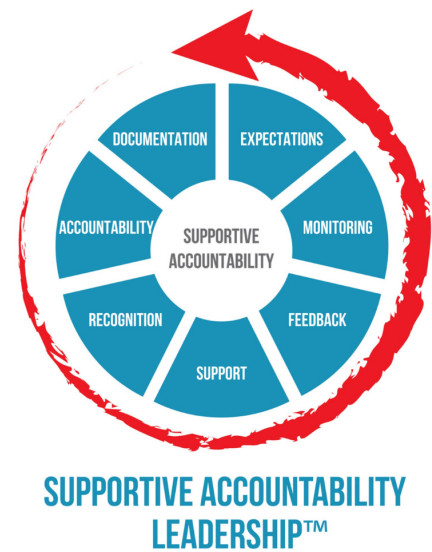 DOCUMENTATION
EXPECTATIONS
ACCOUNTABILITY
MONITORING
SUPPORTIVE
ACCOUNTABILITY
RECOGNITION
FEEDBACK
SUPPORT
SUPPORTIVE ACCOUNTABILITY
LEADERSHIP™